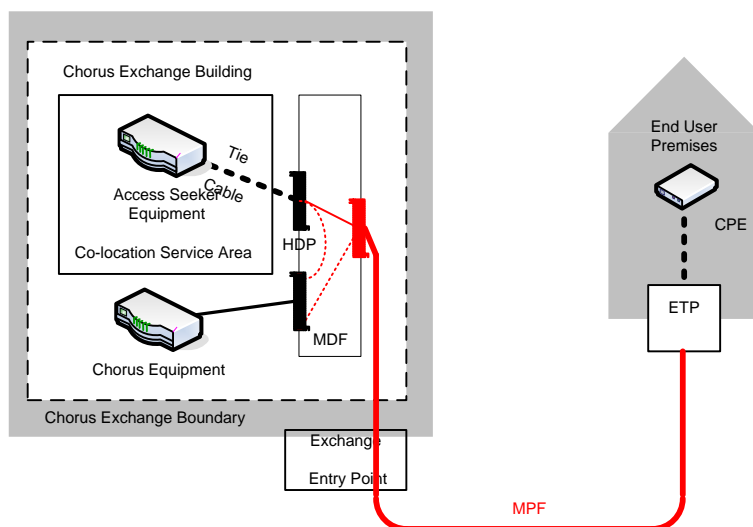 Chorus Exchange Building
Tie
Cable
Access Seeker
Equipment
Co-location Service Area
HDP
MDF
Chorus Equipment
Chorus Exchange Boundary
Exchange
Entry Point
End User
Premises
CPE
ETP
MPF